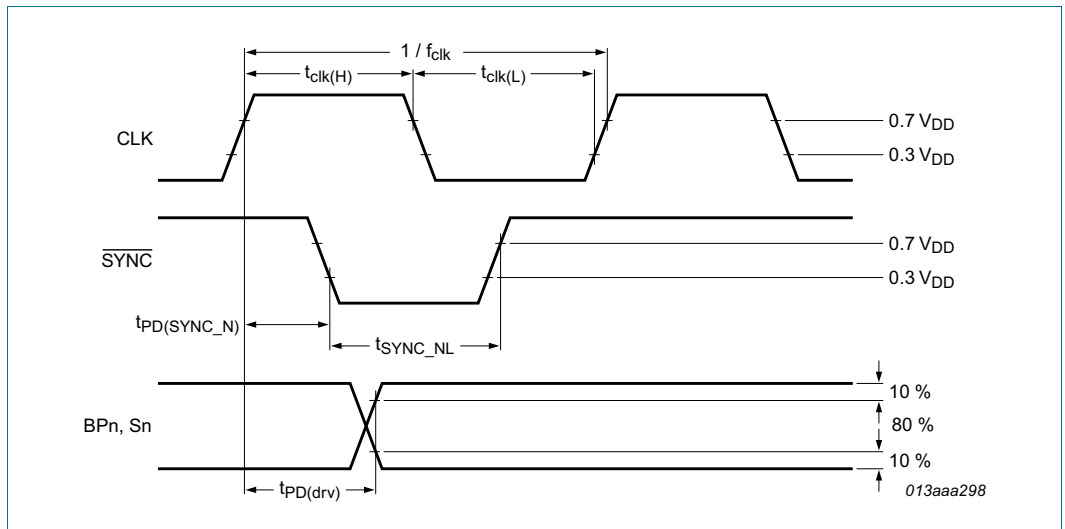 1 / fclk
tclk(H)
tclk(L)
CLK
0.7 VDD
0.3 VDD
SYNC
0.7 VDD
0.3 VDD
tPD(SYNC_N)
tSYNC_NL
BPn, Sn
10 %
80 %
10 %
tPD(drv)
013aaa298